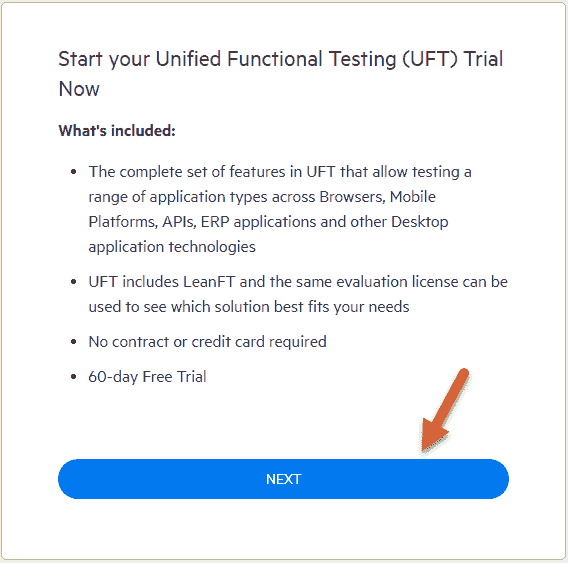 Start your Unified Functional Testing (UFT) Trial
Now
What's included:
• The complete set of features in UFT that allow testing a
range of application types across Browsers, Mobile
Platforms, APIs, ERP applications and other Desktop
application technologies
• UFT includes LeanFT and the same evaluation license can be
used to see which solution best fits your needs
• No contract or credit card required
• 60-day Free Trial
NEXT